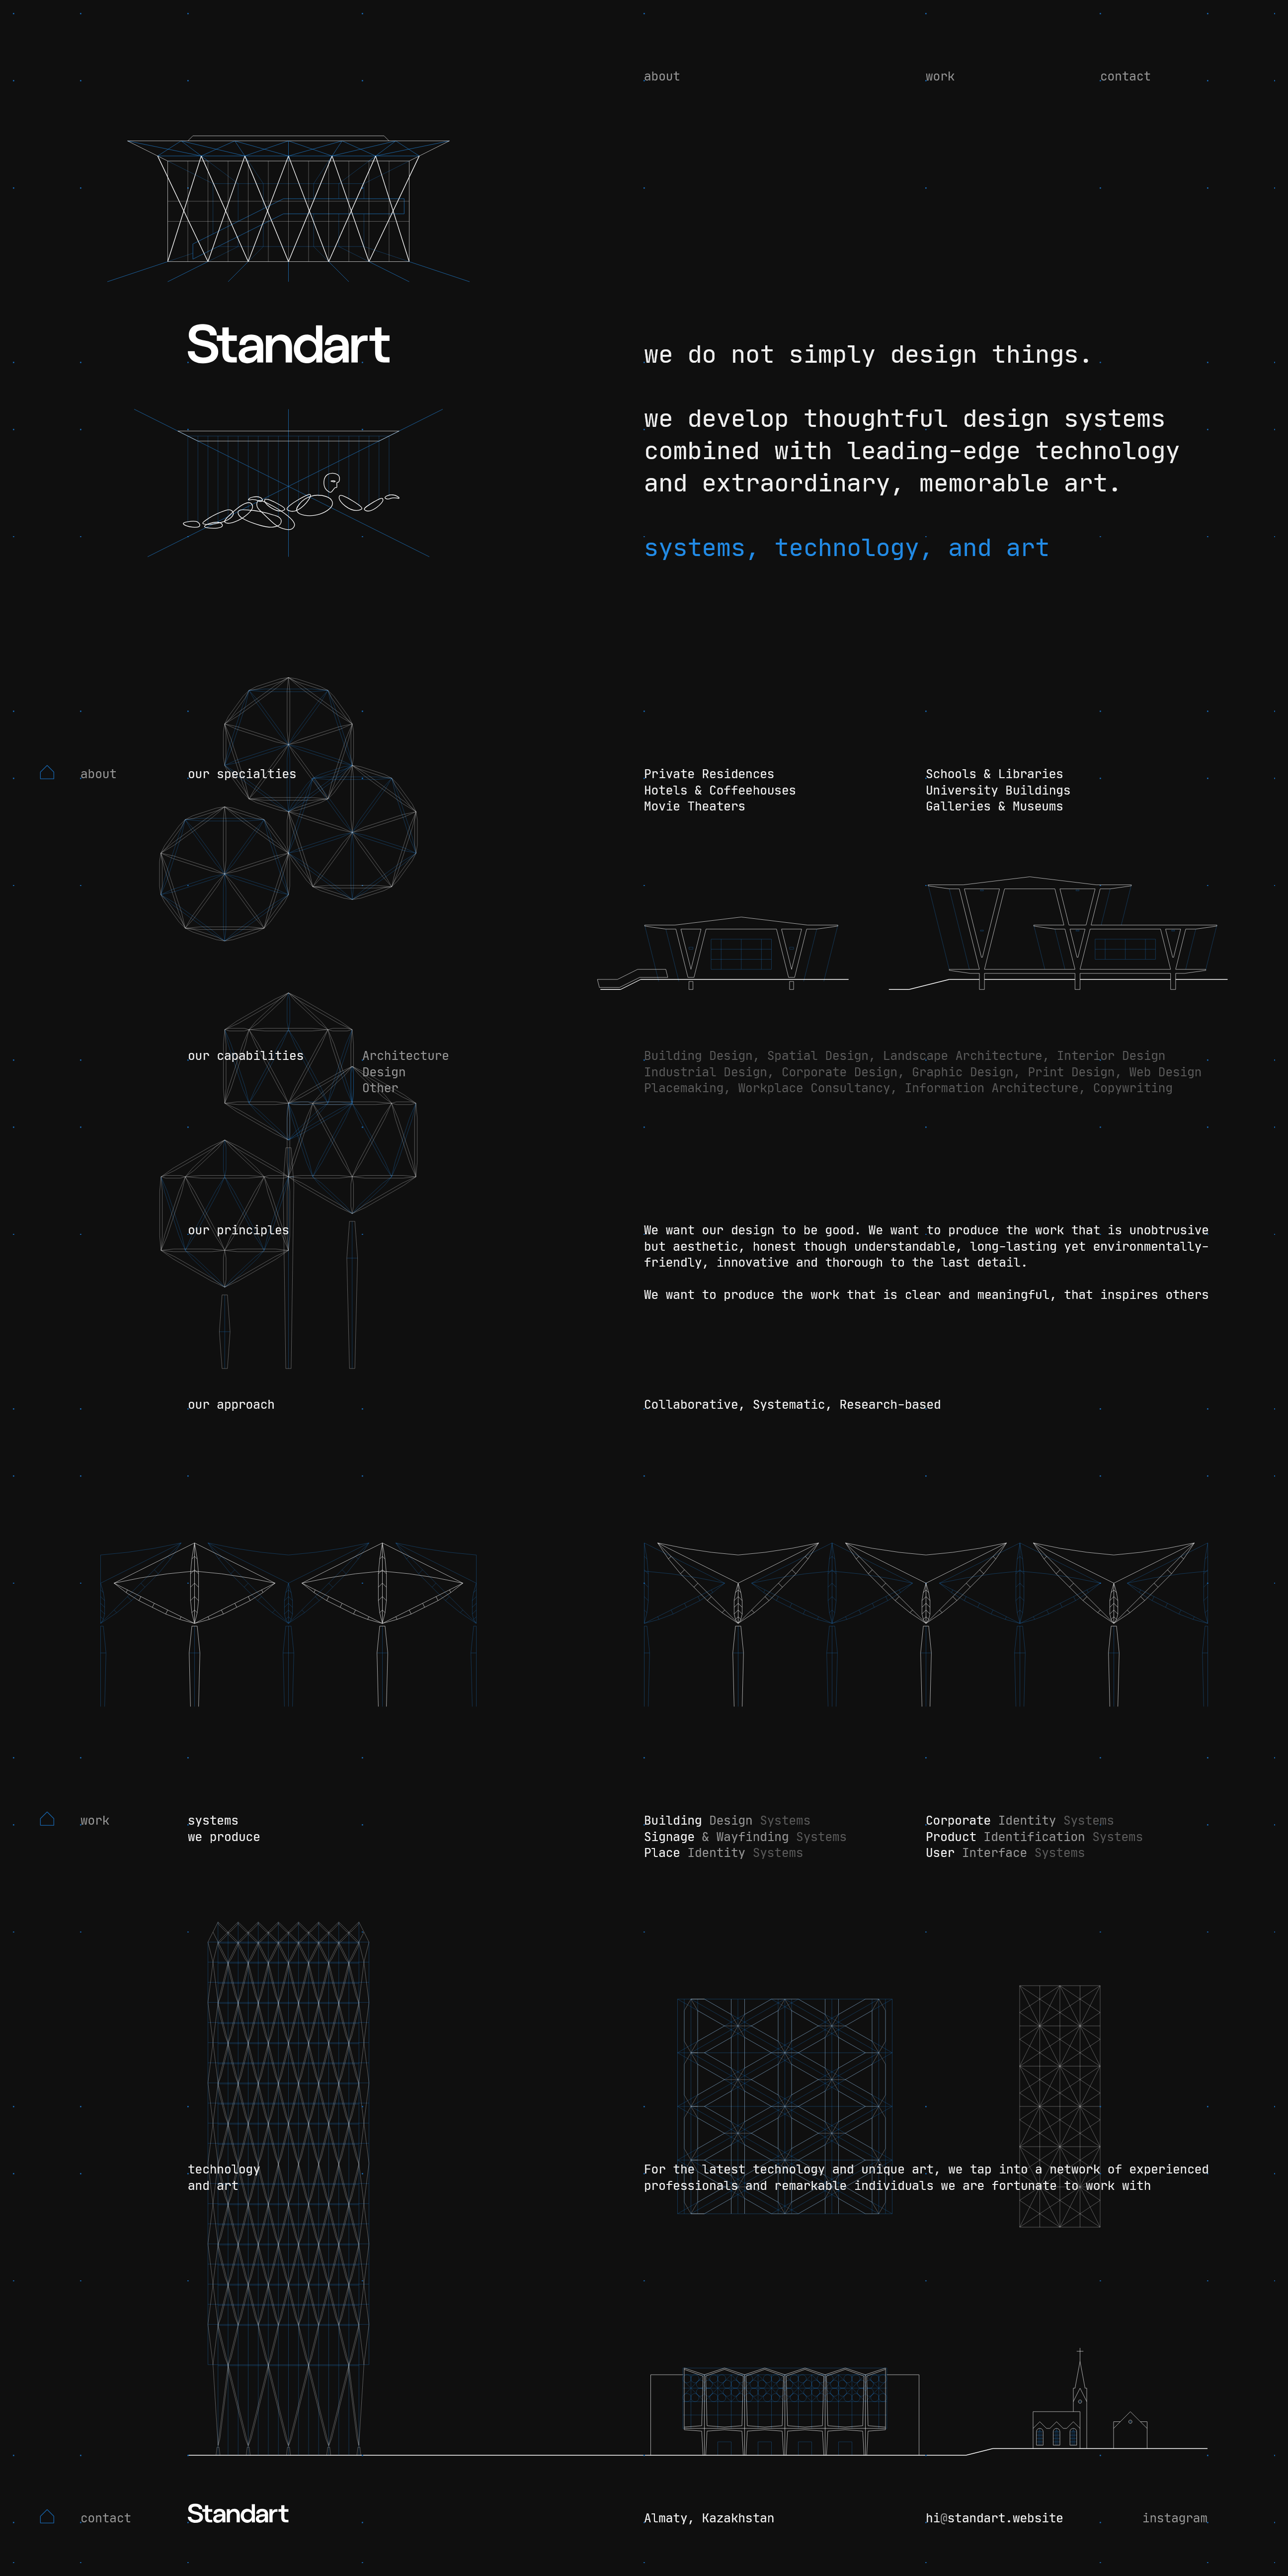 about work contact
Standart
we do not simply design things.
we develop thoughtful design systems
combined with leading-edge technology
and extraordinary, memorable art.
systems, technology, and art
about
our specialties
Private Residences
Hotels & Coffeehouses
Movie Theaters
Schools & Libraries
University Buildings
Galleries & Museums
our capabilities
Architecture
Design
Other
Building Design, Spatial Design, Landscape Architecture, Interior Design
Industrial Design, Corporate Design, Graphic Design, Print Design, Web Design
Placemaking, Workplace Consultancy, Information Architecture, Copywriting
our principles
We want our design to be good. We want to produce the work that is unobtrusive
but aesthetic, honest though understandable, long-lasting yet environmentally-
friendly, innovative and thorough to the last detail.
We want to produce the work that is clear and meaningful, that inspires others
our approach
Collaborative, Systematic, Research-based
work
systems
we produce
Building Design Systems
Signage & Wayfinding Systems
Place Identity Systems
Corporate Identity Systems
Product Identification Systems
User Interface Systems
technology
and art
For the latest technology and unique art, we tap into a network of experienced
professionals and remarkable individuals we are fortunate to work with
contact
Standart
Almaty, Kazakhstan
hi@standart.website
instagram